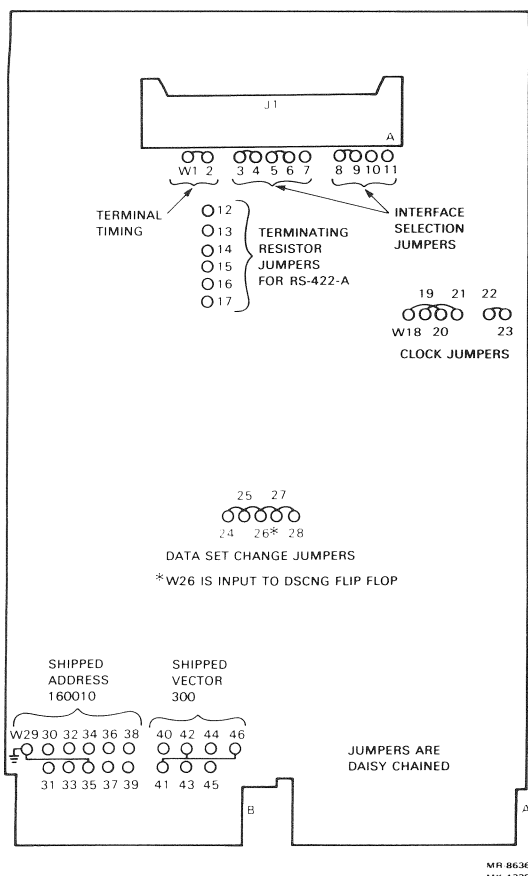 J1
A
W1 2 3 4 5 6 7 8 9 10 11
TERMINAL
TIMING
INTERFACE
SELECTION
JUMPERS
12
13
14
15
16
17
TERMINATING
RESISTOR
JUMPERS
FOR RS-422-A
19 21 22
W18 20 23
CLOCK JUMPERS
25 27
24 26* 28
DATA SET CHANGE JUMPERS
*W26 IS INPUT TO DSCNG FLIP FLOP
SHIPPED
ADDRESS
160010
SHIPPED
VECTOR
300
W29 30 32 34 36 38 40 42 44 46
31 33 35 37 39 41 43 45
JUMPERS ARE
DAISY CHAINED
B
A
MR-8636